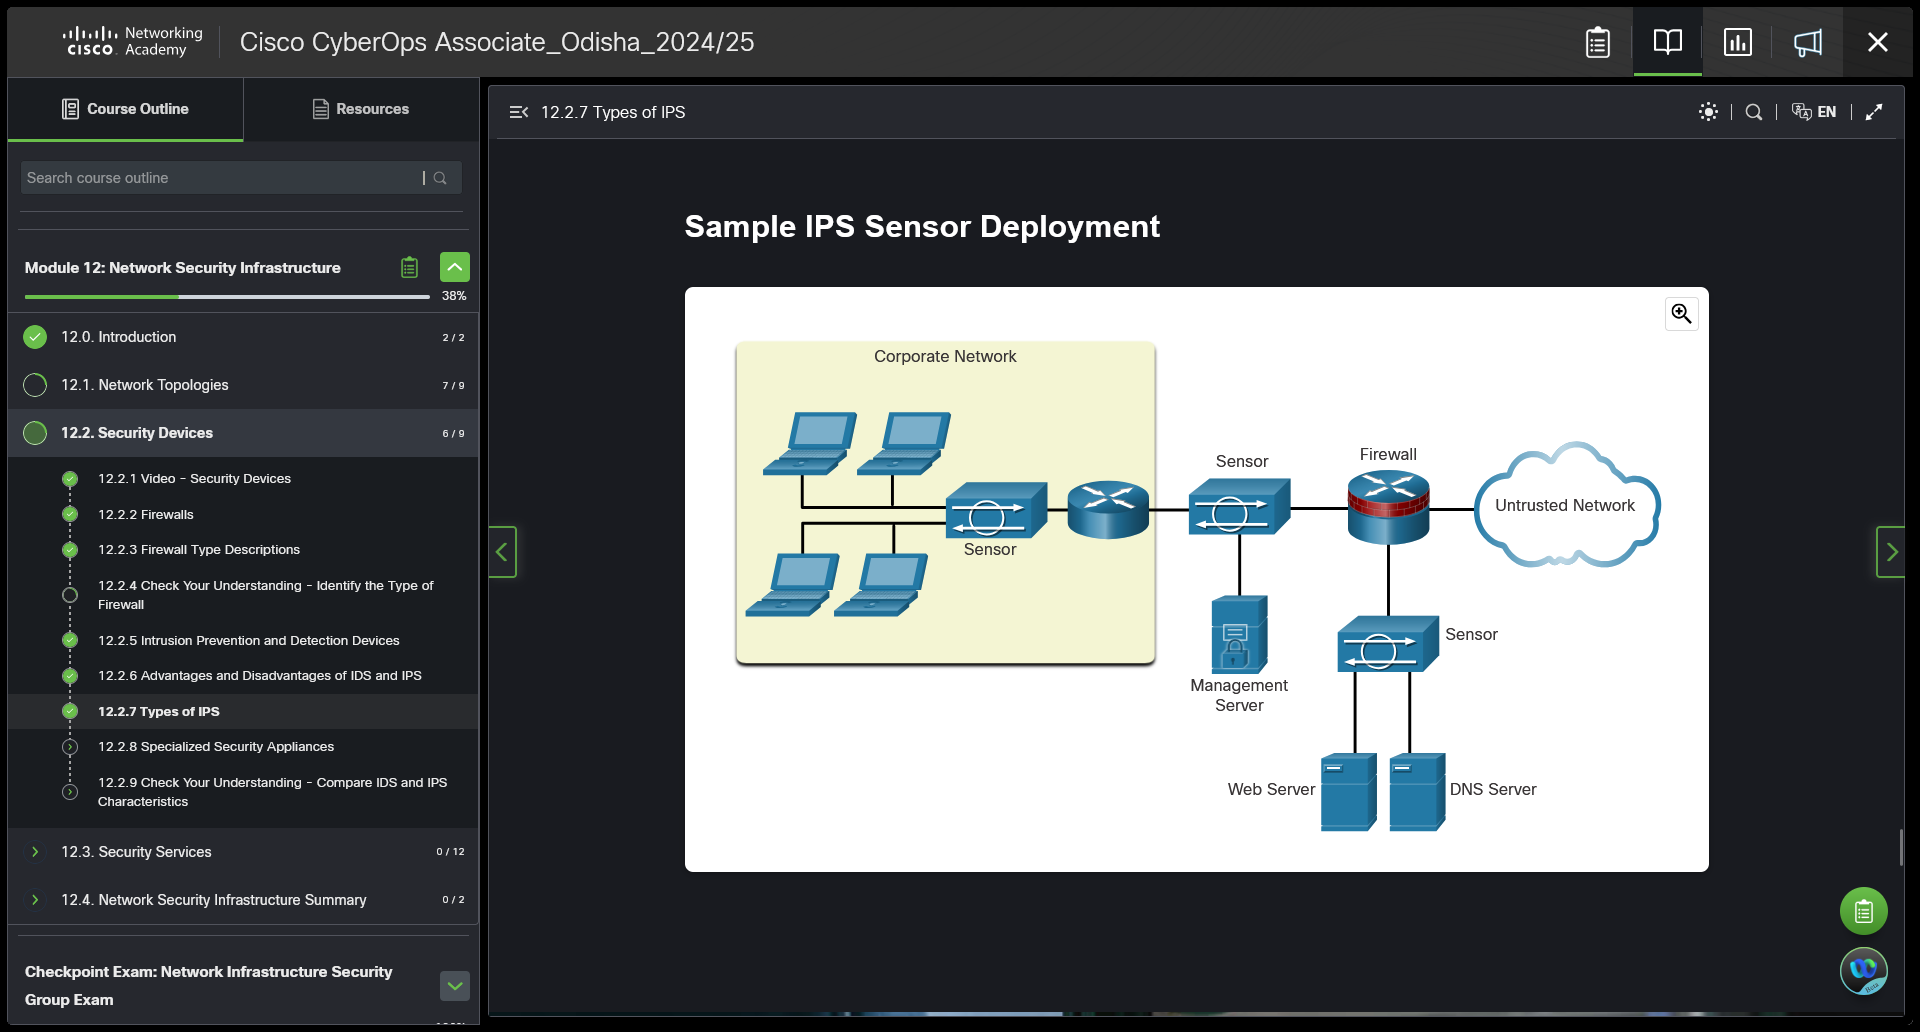 Networking
CISCO Academy
Cisco CyberOps Associate_Odisha_2024/25
Course Outline
Resources
Search course outline
Module 12: Network Security Infrastructure
38%
12.0. Introduction
2 / 2
12.1. Network Topologies
7 / 9
12.2. Security Devices
6 / 9
12.2.1 Video - Security Devices
12.2.2 Firewalls
12.2.3 Firewall Type Descriptions
12.2.4 Check Your Understanding - Identify the Type of
Firewall
12.2.5 Intrusion Prevention and Detection Devices
12.2.6 Advantages and Disadvantages of IDS and IPS
12.2.7 Types of IPS
12.2.8 Specialized Security Appliances
12.2.9 Check Your Understanding - Compare IDS and IPS
Characteristics
12.3. Security Services
0 / 12
12.4. Network Security Infrastructure Summary
0 / 2
Checkpoint Exam: Network Infrastructure Security
Group Exam
12.2.7 Types of IPS
EN
Sample IPS Sensor Deployment
Corporate Network
Sensor
Sensor
Firewall
Untrusted Network
Sensor
Management
Server
Web Server
DNS Server
Beta